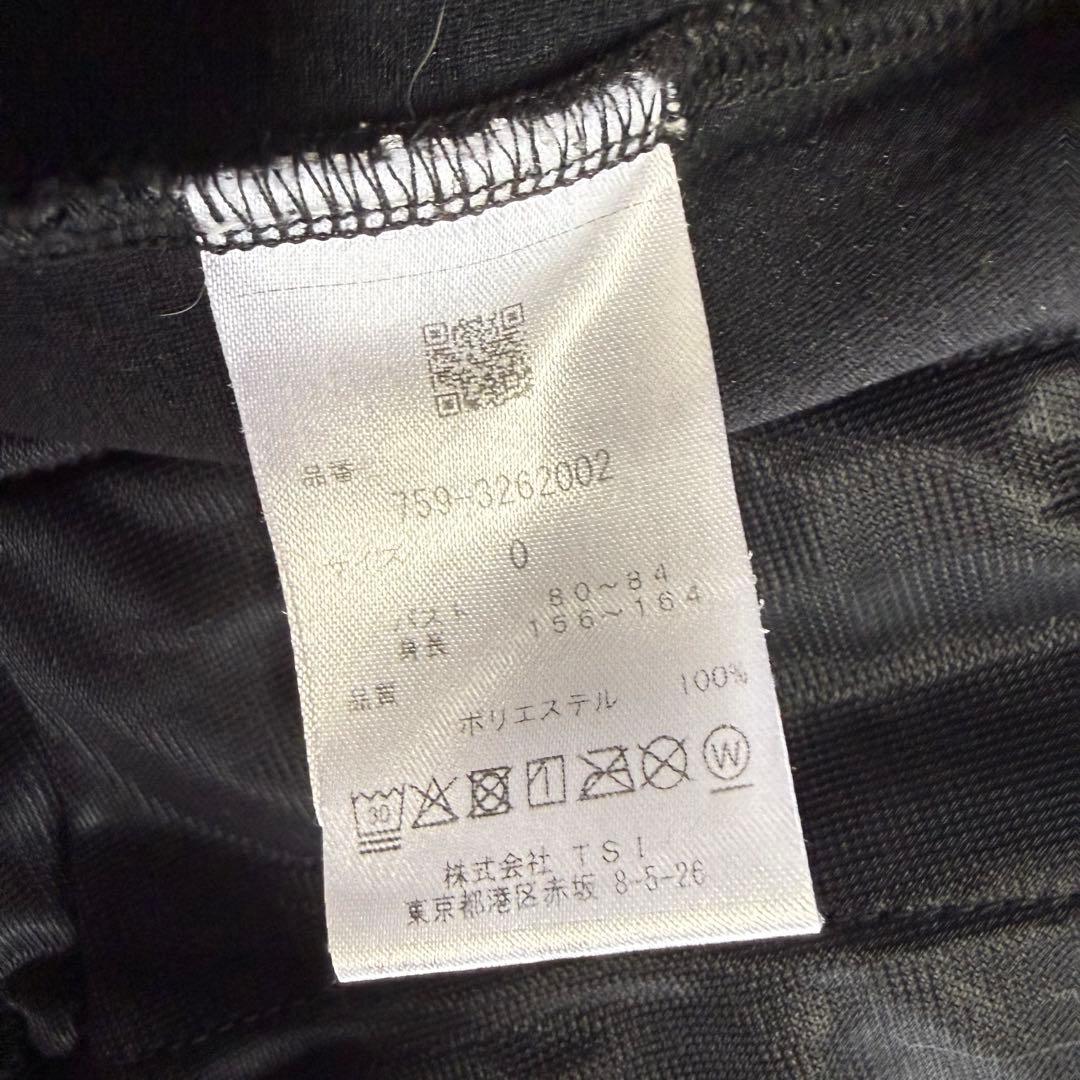 品番
759-3262002
サイズ 0
バスト 80～84
身長 156～164
品質
ポリエステル 100%
30 W
株式会社 TSI
東京都港区赤坂 8-5-26